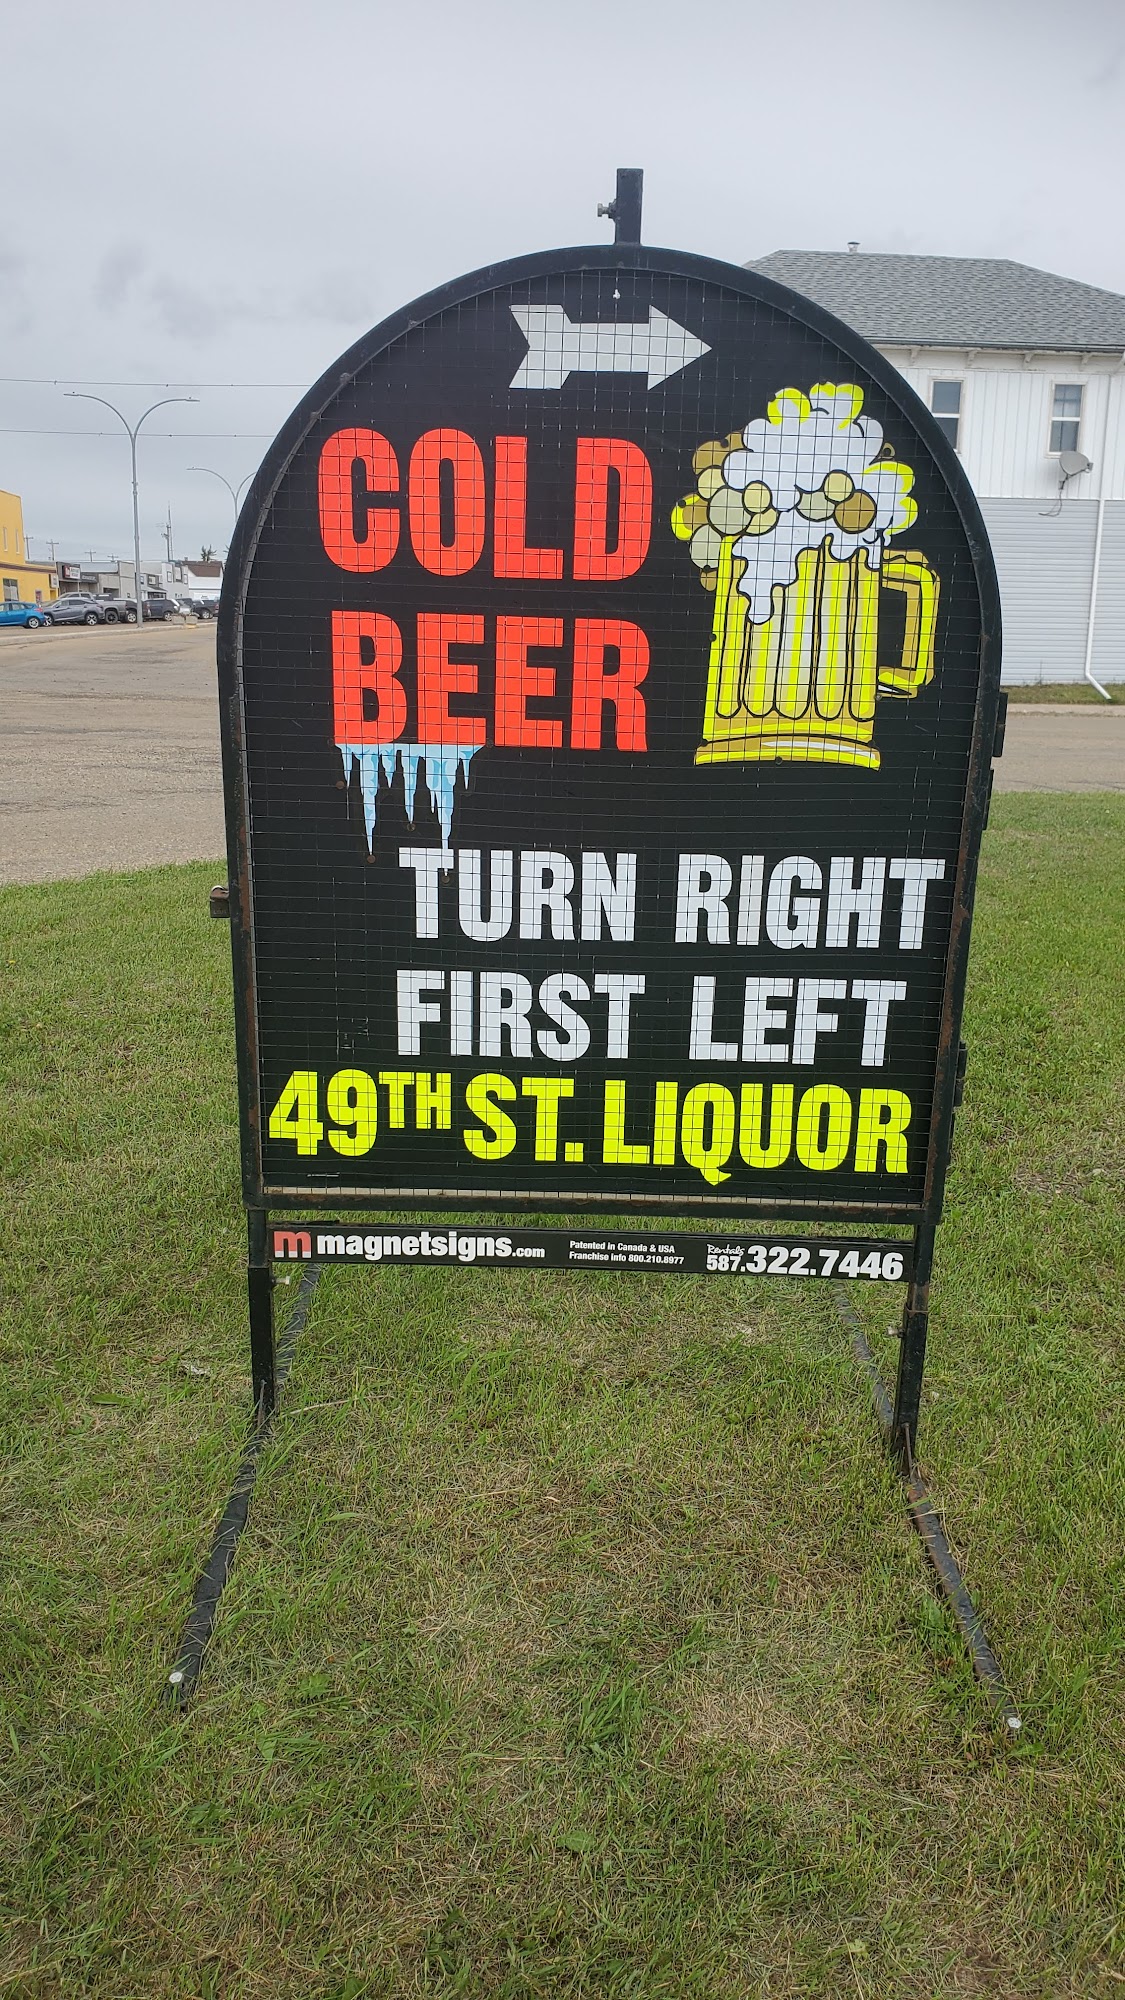 COLD
BEER
TURN RIGHT
FIRST LEFT
49TH ST. LIQUOR
m magnetsigns.com
Patented in Canada & USA
Franchise info 800.210.8977
Rentals
587.322.7446